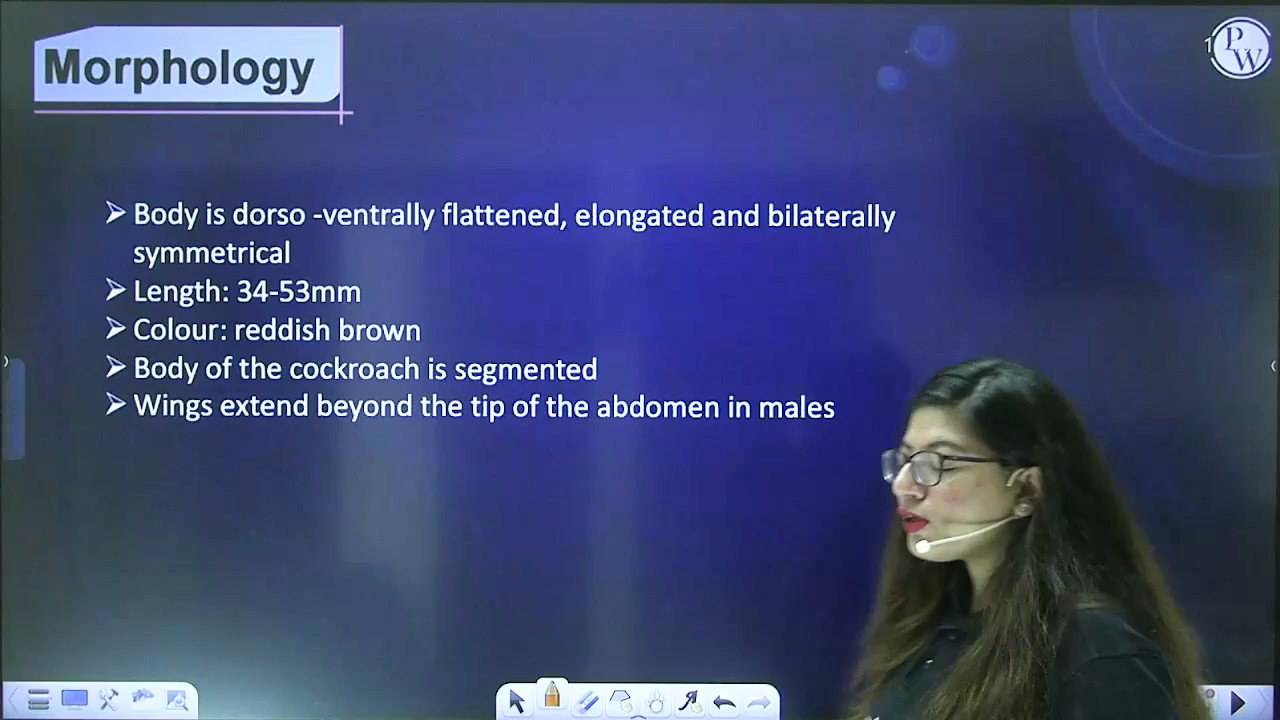 Morphology
1
PW
➢ Body is dorso -ventrally flattened, elongated and bilaterally
symmetrical
➢ Length: 34-53mm
➢ Colour: reddish brown
➢ Body of the cockroach is segmented
➢ Wings extend beyond the tip of the abdomen in males